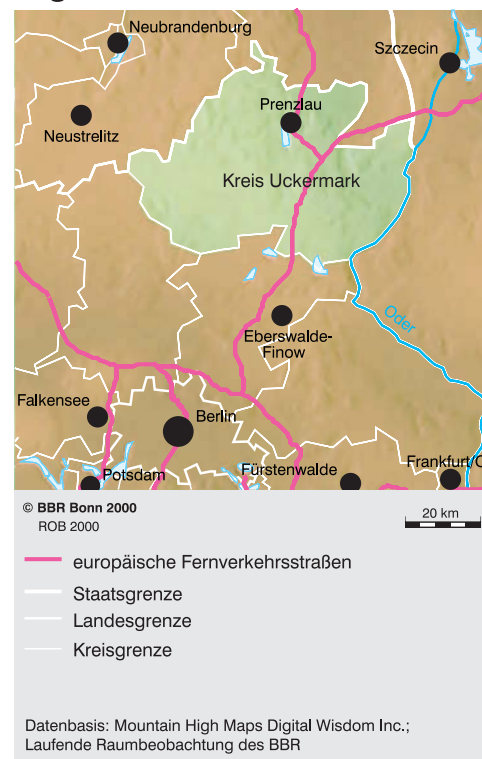 Neubrandenburg
Szczecin
Prenzlau
Neustrelitz
Kreis Uckermark
Oder
Eberswalde-
Finow
Falkensee
Berlin
Potsdam
Fürstenwalde
Frankfurt/O
© BBR Bonn 2000
ROB 2000
20 km
europäische Fernverkehrsstraßen
Staatsgrenze
Landesgrenze
Kreisgrenze
Datenbasis: Mountain High Maps Digital Wisdom Inc.;
Laufende Raumbeobachtung des BBR